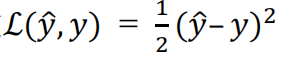 ℒ(ŷ, y) = ½(ŷ − y)²